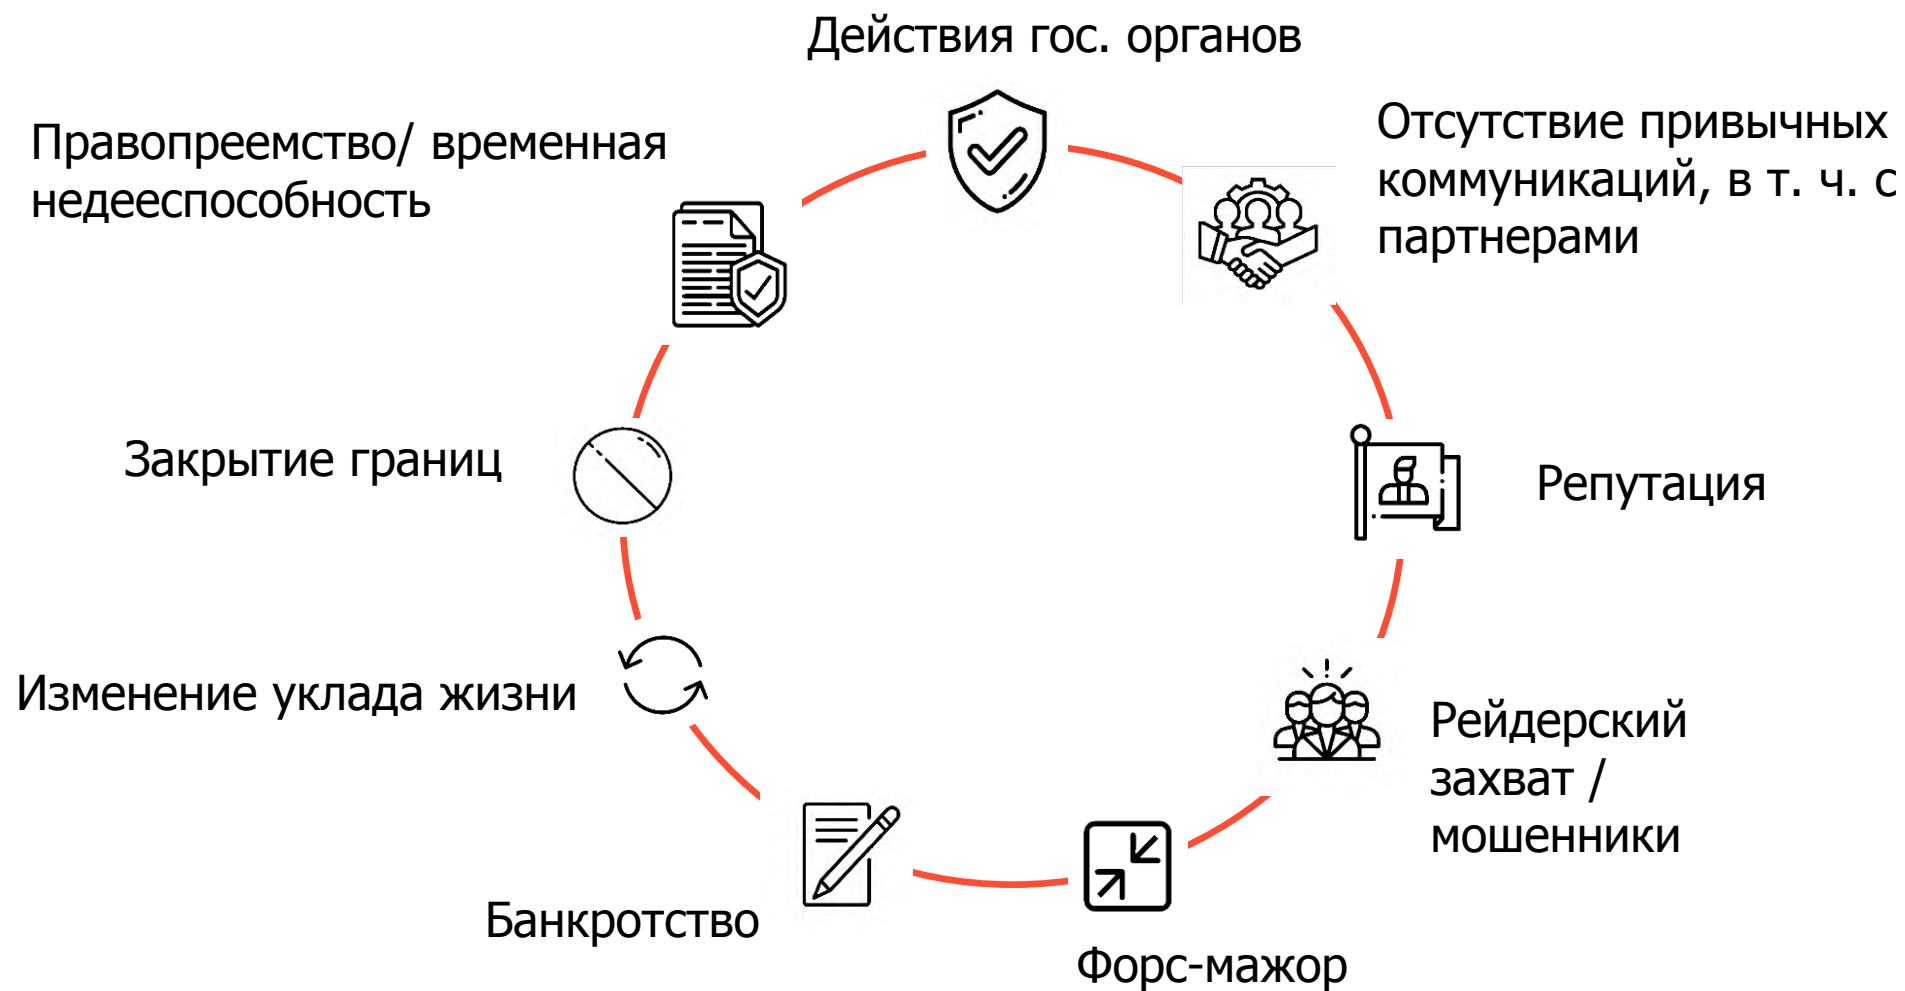 Действия гос. органов
Отсутствие привычных
коммуникаций, в т. ч. с
партнерами
Репутация
Рейдерский
захват /
мошенники
Форс-мажор
Банкротство
Изменение уклада жизни
Закрытие границ
Правопреемство/ временная
недееспособность